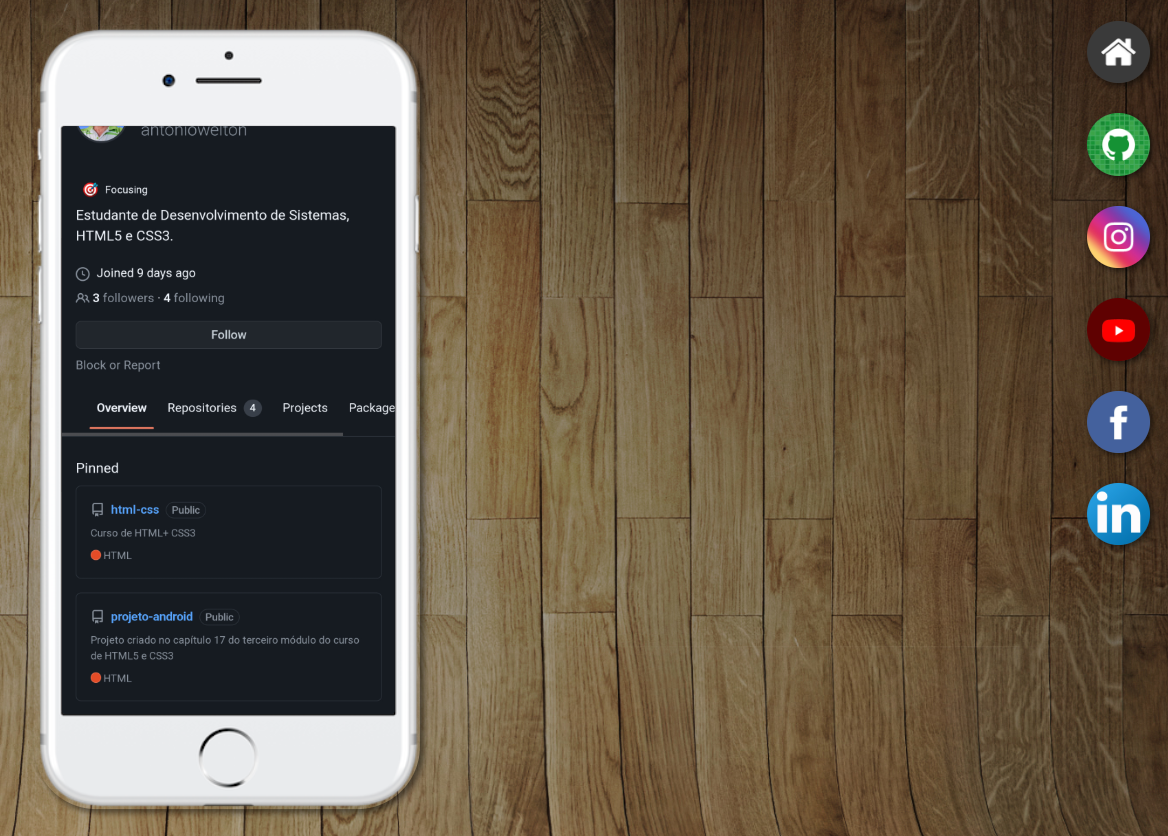 antoniowelton
Focusing
Estudante de Desenvolvimento de Sistemas,
HTML5 e CSS3.
Joined 9 days ago
3 followers · 4 following
Follow
Block or Report
Overview Repositories 4 Projects Package
Pinned
html-css Public
Curso de HTML+ CSS3
HTML
projeto-android Public
Projeto criado no capítulo 17 do terceiro módulo do curso
de HTML5 e CSS3
HTML
f
in